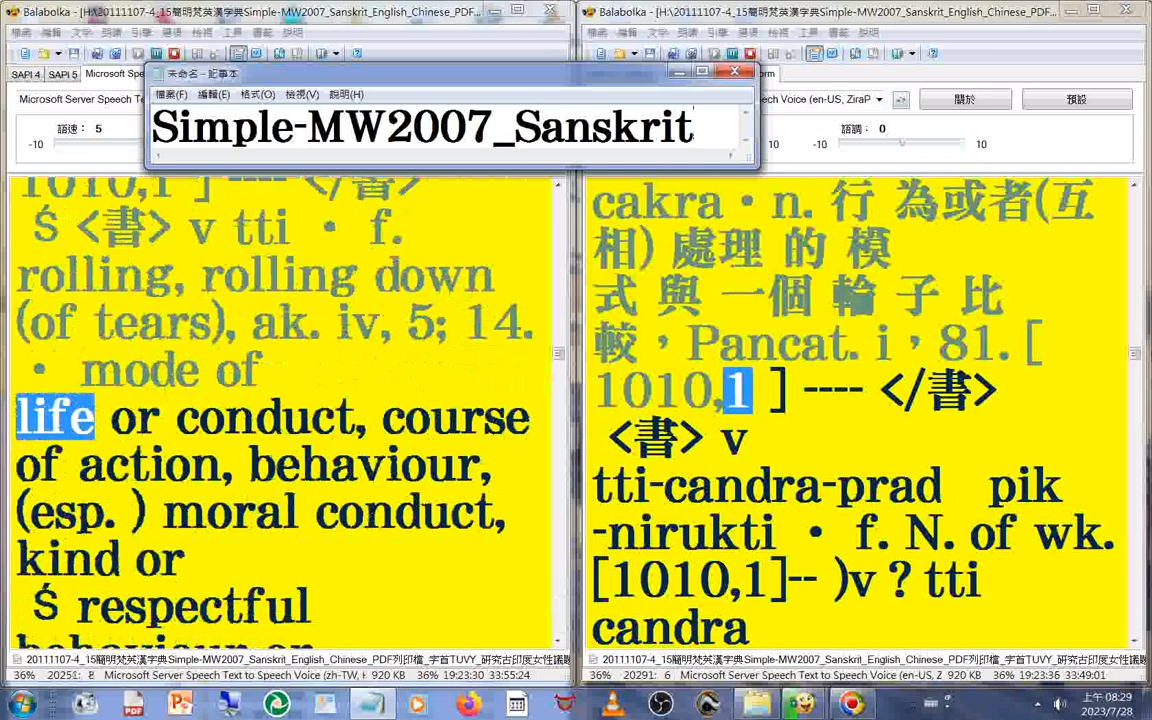 Balabolka - [H:\20111107-4_15簡明梵英漢字典Simple-MW2007_Sanskrit_English_Chinese_PDF...
Balabolka - [H:\20111107-4_15簡明梵英漢字典Simple-MW2007_Sanskrit_English_Chinese_PDF...
SAPI 4 SAPI 5 Microsoft Sp
未命名 - 記事本
檔案(F) 編輯(E) 格式(O) 檢視(V) 說明(H)
Simple-MW2007_Sanskrit
Microsoft Server Speech T
ech Voice (en-US, ZiraP
關於
預設
語速： 5
-10
語調： 0
-10
10
1010,1 ] ---- </書>
Ś <書> v tti • f.
rolling, rolling down
(of tears), ak. iv, 5; 14.
• mode of
life or conduct, course
of action, behaviour,
(esp. ) moral conduct,
kind or
Ś respectful
behaviour or
cakra • n. 行 為或者(互
相) 處理 的 模
式 與 一個 輪 子 比
較，Pancat. i，81. [
1010,1 ] ---- </書>
<書> v
tti-candra-prad pik
-nirukti • f. N. of wk.
[1010,1]-- )v ? tti
candra
20111107-4_15簡明梵英漢字典Simple-MW2007_Sanskrit_English_Chinese_PDF列印檔_字首TUVY_研究古印度女性議題
20111107-4_15簡明梵英漢字典Simple-MW2007_Sanskrit_English_Chinese_PDF列印檔_字首TUVY_研究古印度女性議題
36% 20251: 8 Microsoft Server Speech Text to Speech Voice (zh-TW, H 920 KB 19:23:30 33:55:24
36% 20291: 6 Microsoft Server Speech Text to Speech Voice (en-US, Z 920 KB 19:23:30 33:49:01
上午 08:29
2023/7/28